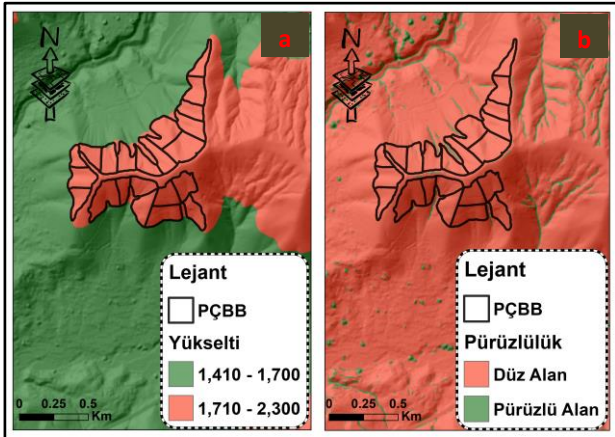 a
N
Lejant
PÇBB
Yükselti
1,410 - 1,700
1,710 - 2,300
0 0.25 0.5
Km
b
N
Lejant
PÇBB
Pürüzlülük
Düz Alan
Pürüzlü Alan
0 0.25 0.5
Km